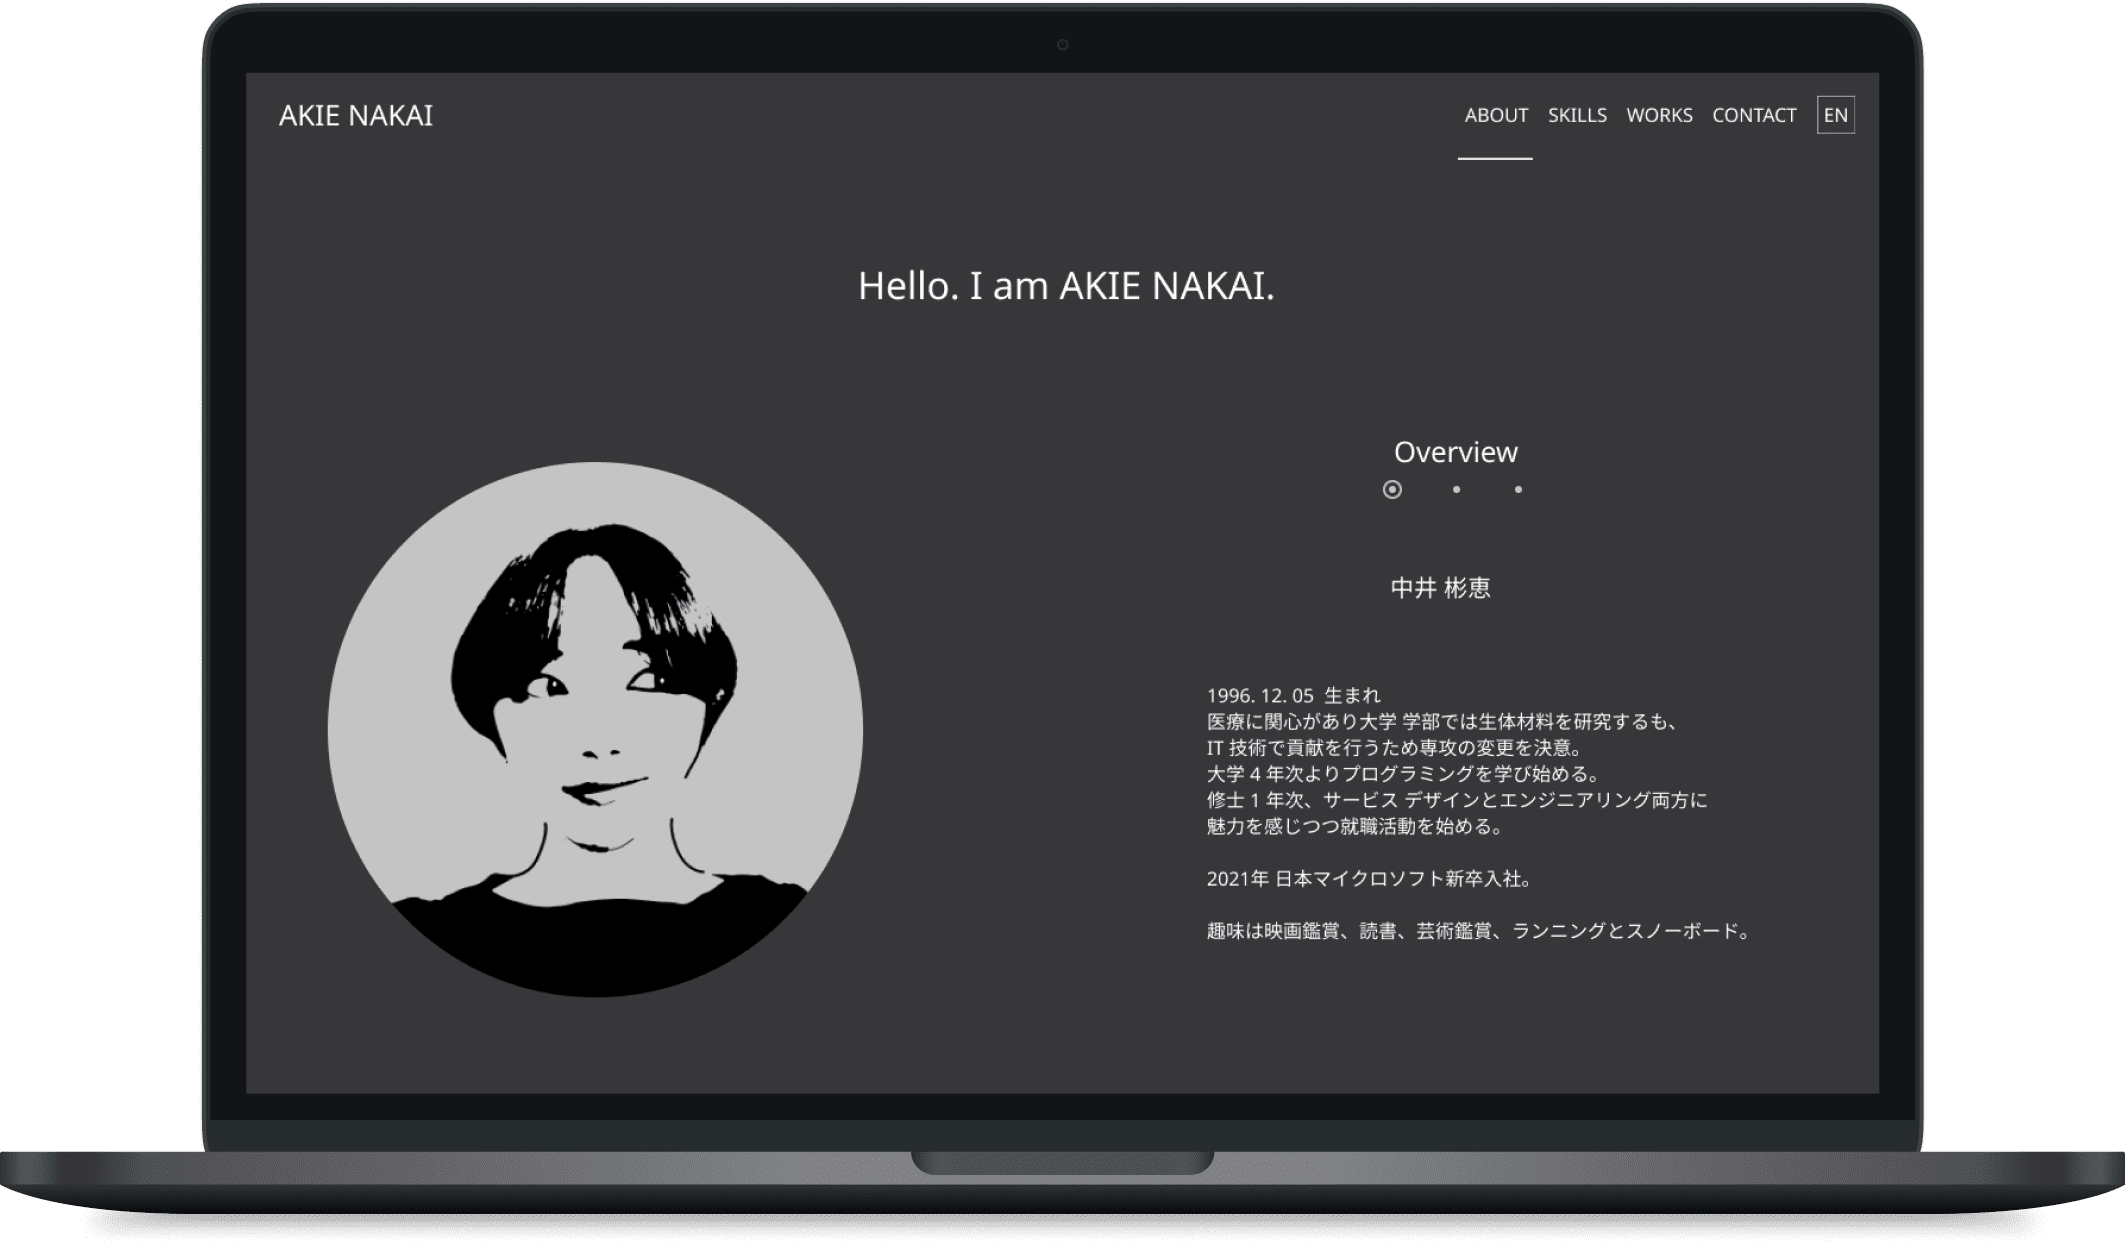 AKIE NAKAI
ABOUT SKILLS WORKS CONTACT EN
Hello. I am AKIE NAKAI.
Overview
中井 彬恵
1996. 12. 05 生まれ
医療に関心があり大学 学部では生体材料を研究するも、
IT 技術で貢献を行うため専攻の変更を決意。
大学 4 年次よりプログラミングを学び始める。
修士 1 年次、サービス デザインとエンジニアリング両方に
魅力を感じつつ就職活動を始める。
2021年 日本マイクロソフト新卒入社。
趣味は映画鑑賞、読書、芸術鑑賞、ランニングとスノーボード。